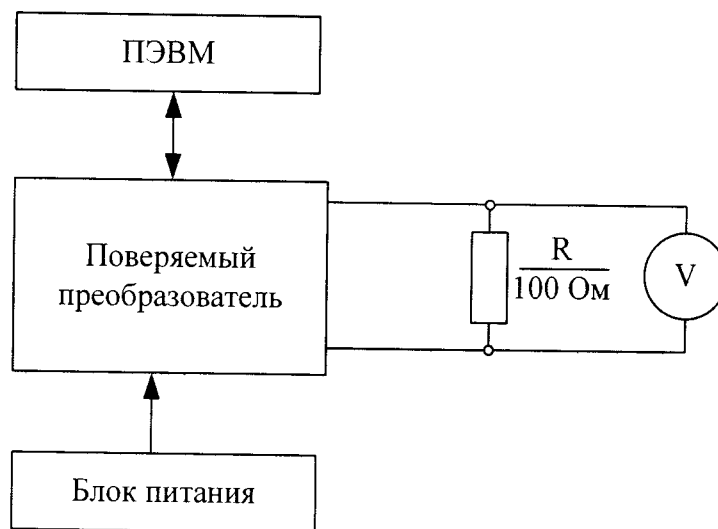 ПЭВМ
Поверяемый
преобразователь
R
100 Ом
V
Блок питания